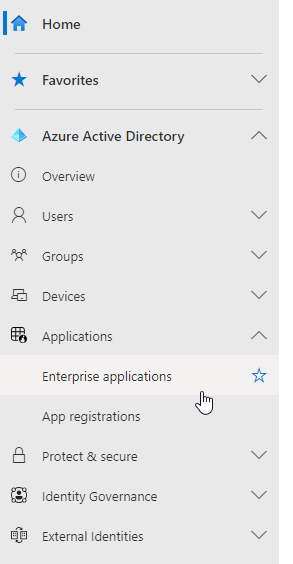 Home
Favorites
Azure Active Directory
Overview
Users
Groups
Devices
Applications
Enterprise applications
App registrations
Protect & secure
Identity Governance
External Identities